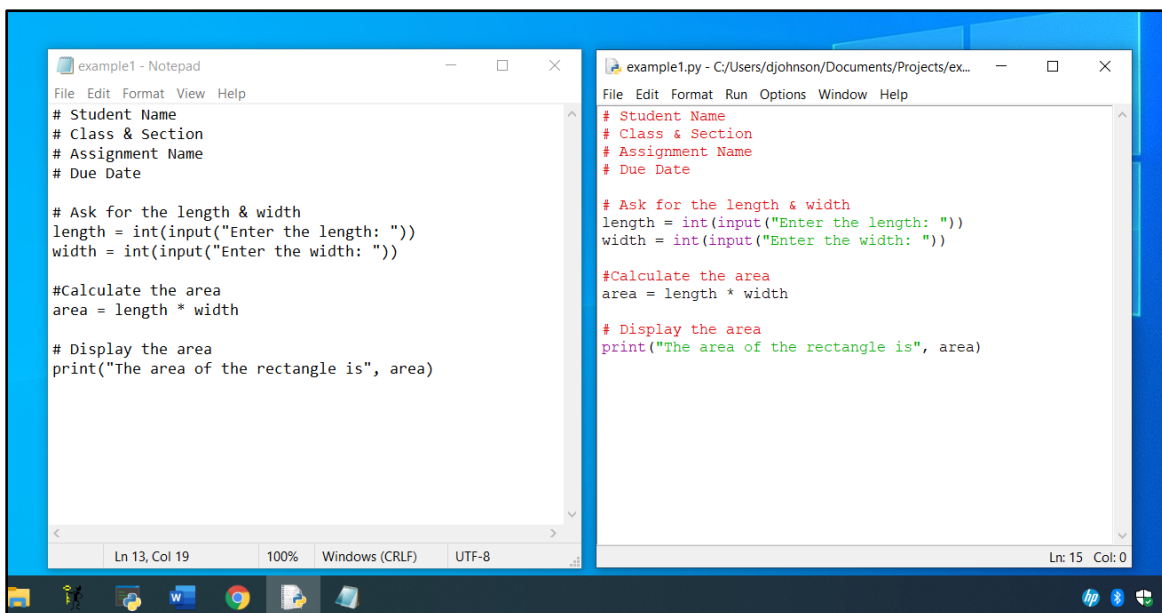 example1 - Notepad
File Edit Format View Help
# Student Name
# Class & Section
# Assignment Name
# Due Date
# Ask for the length & width
length = int(input("Enter the length: "))
width = int(input("Enter the width: "))
#Calculate the area
area = length * width
# Display the area
print("The area of the rectangle is", area)
Ln 13, Col 19 100% Windows (CRLF) UTF-8
example1.py - C:/Users/djohnson/Documents/Projects/ex...
File Edit Format Run Options Window Help
# Student Name
# Class & Section
# Assignment Name
# Due Date
# Ask for the length & width
length = int(input("Enter the length: "))
width = int(input("Enter the width: "))
#Calculate the area
area = length * width
# Display the area
print("The area of the rectangle is", area)
Ln: 15 Col: 0
W
hp